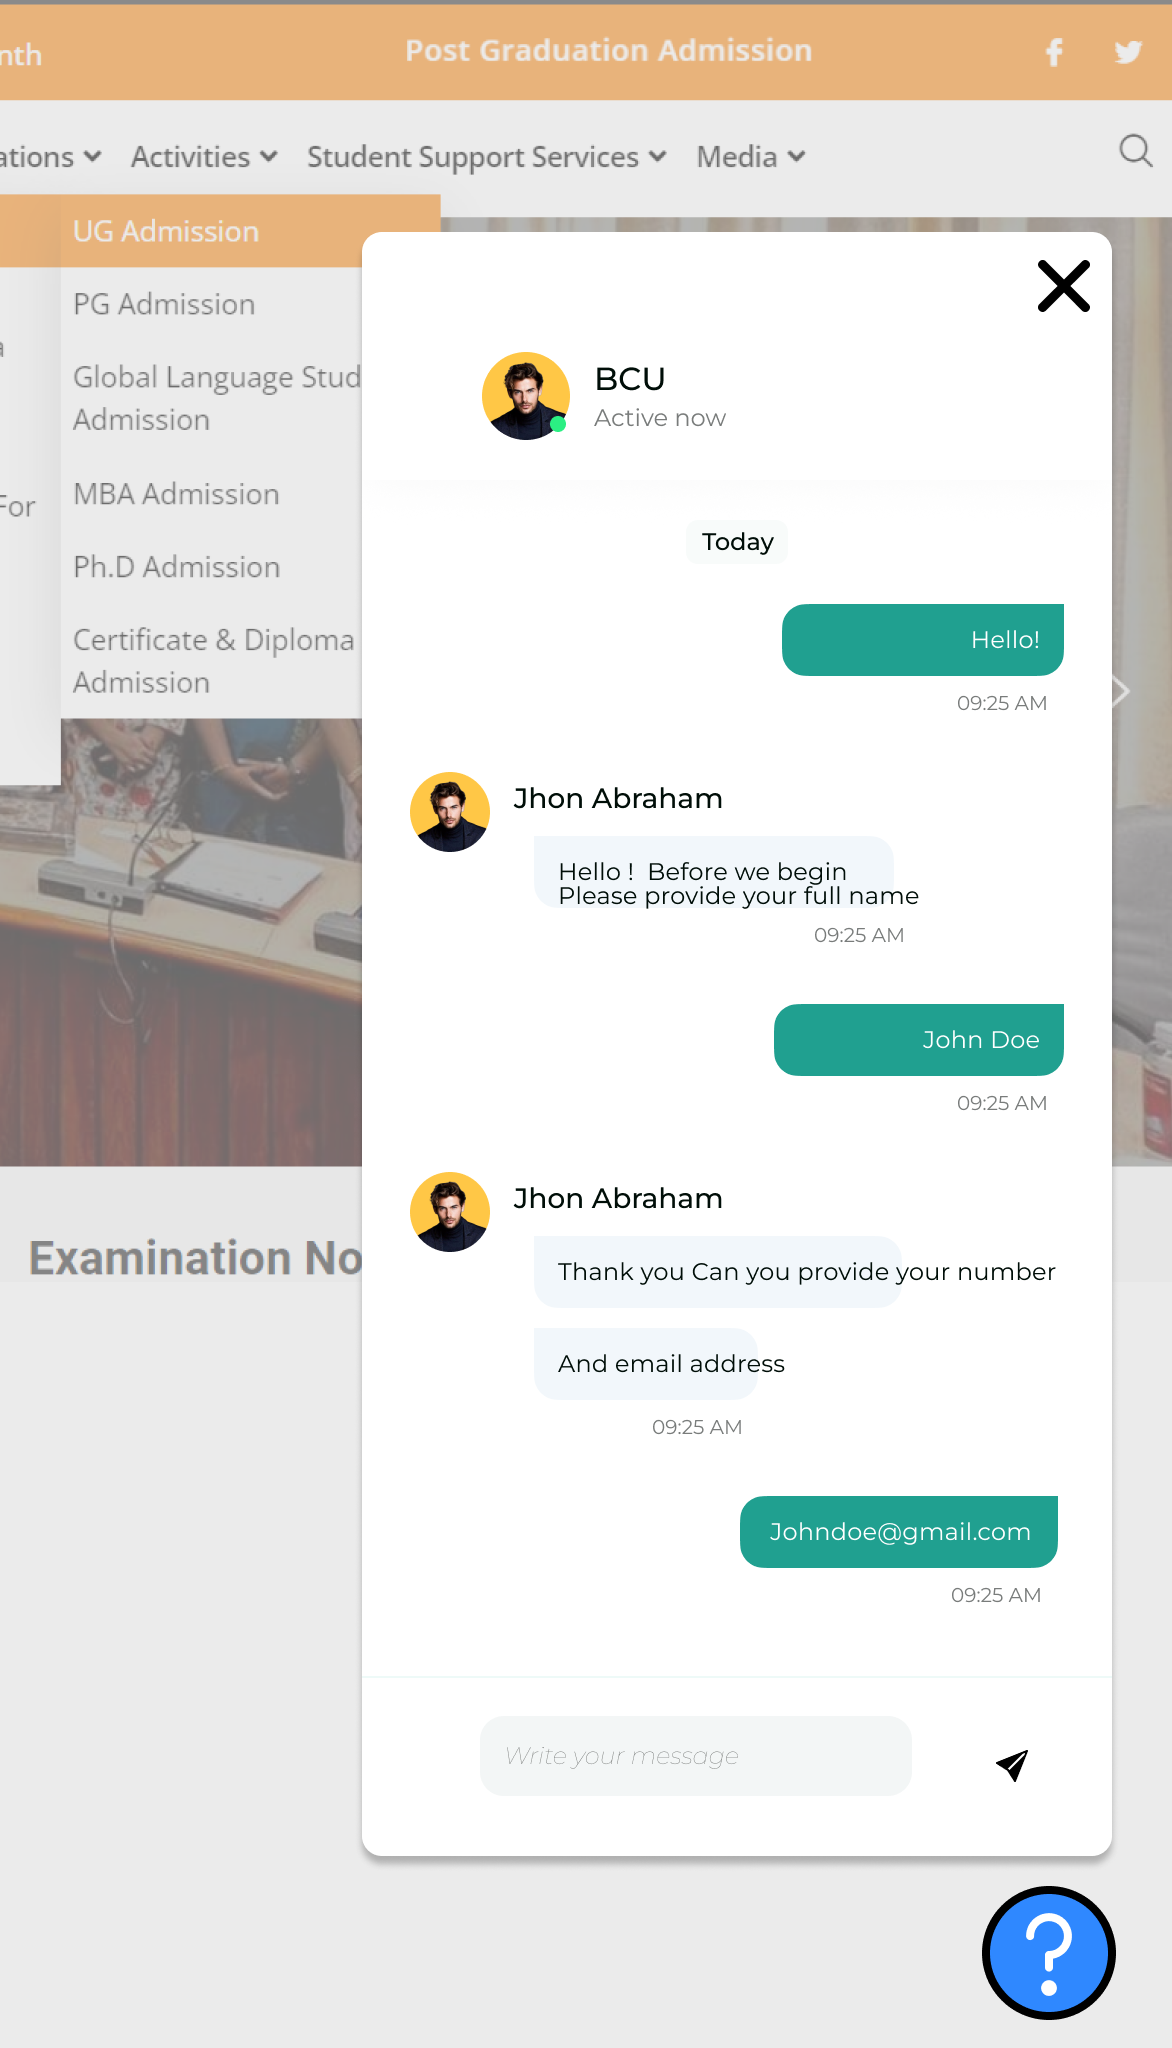 nth
Post Graduation Admission
ations
Activities
Student Support Services
Media
UG Admission
PG Admission
a
Global Language Stud
Admission
MBA Admission
For
Ph.D Admission
Certificate & Diploma
Admission
Examination No
BCU
Active now
Today
Hello!
09:25 AM
Jhon Abraham
Hello !  Before we begin
Please provide your full name
09:25 AM
John Doe
09:25 AM
Jhon Abraham
Thank you Can you provide your number
And email address
09:25 AM
Johndoe@gmail.com
09:25 AM
Write your message